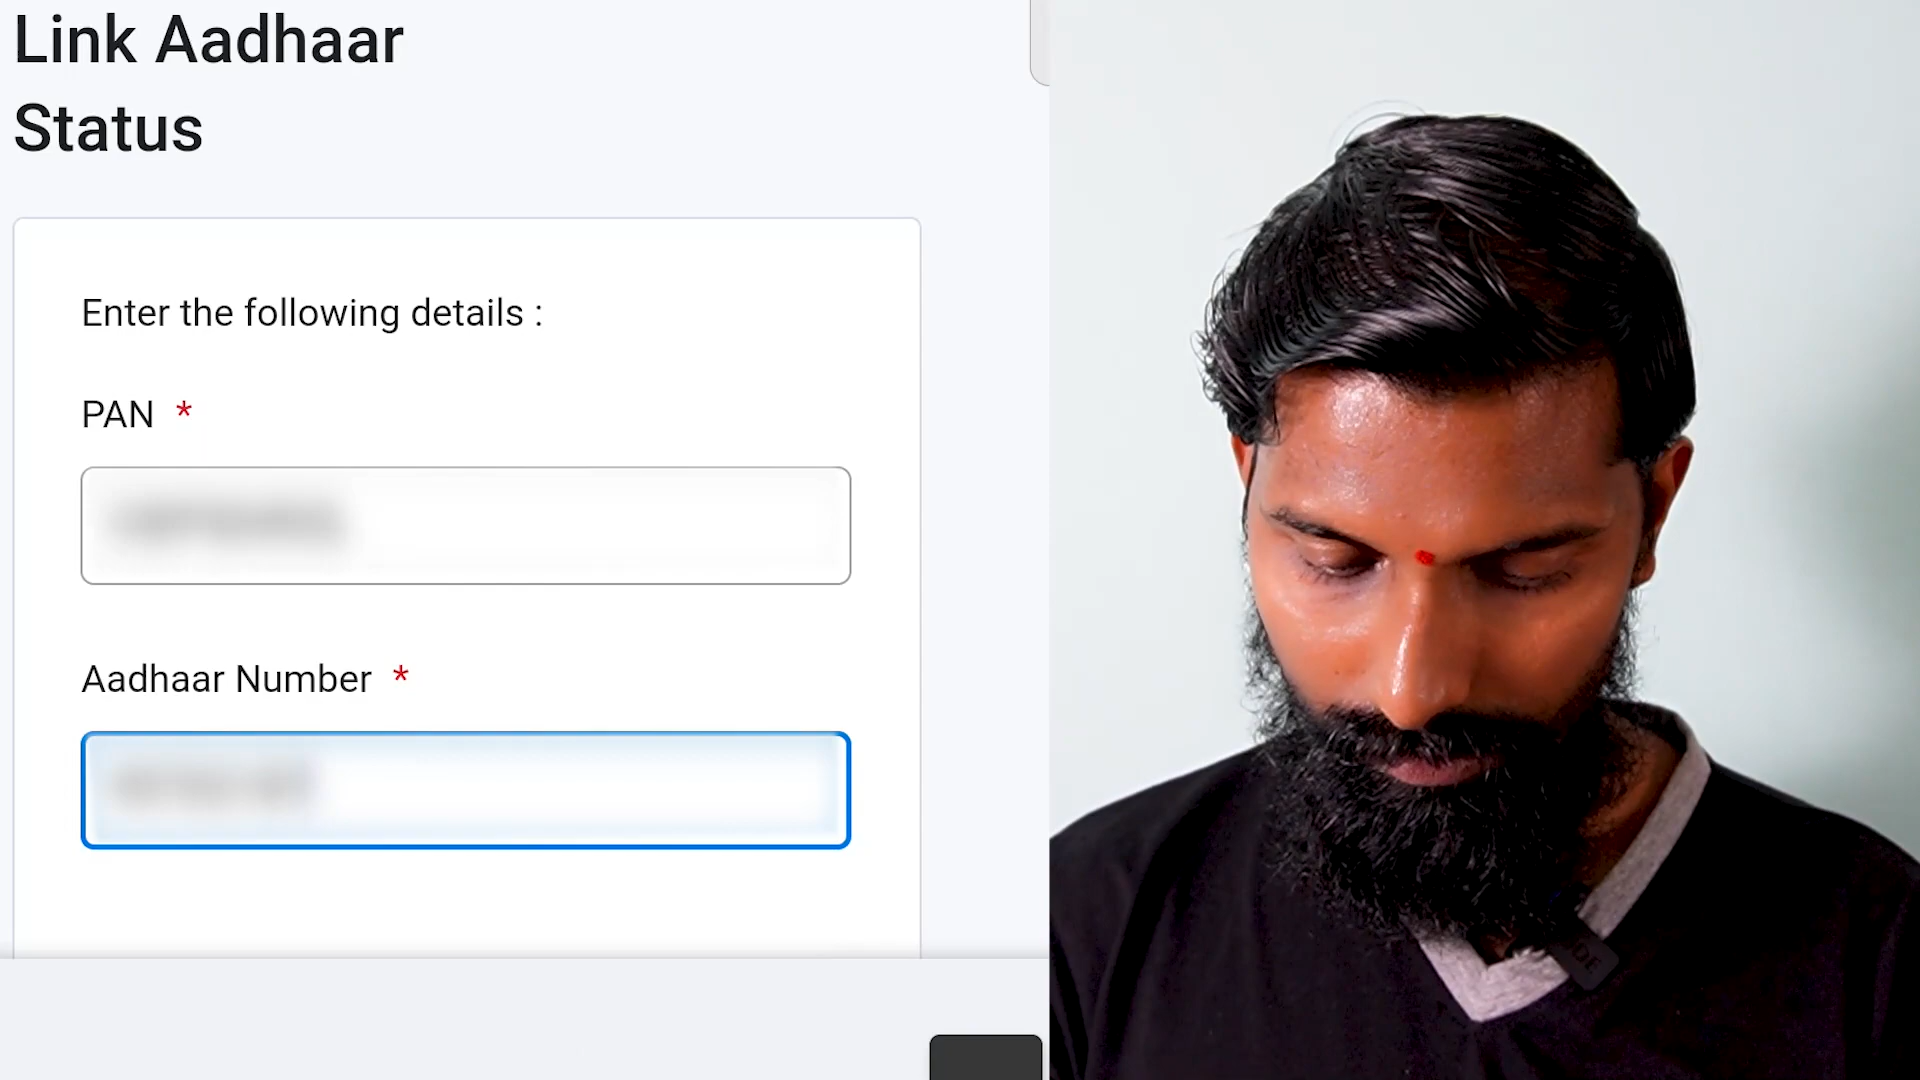 Link Aadhaar
Status
Enter the following details :
PAN *
Aadhaar Number *